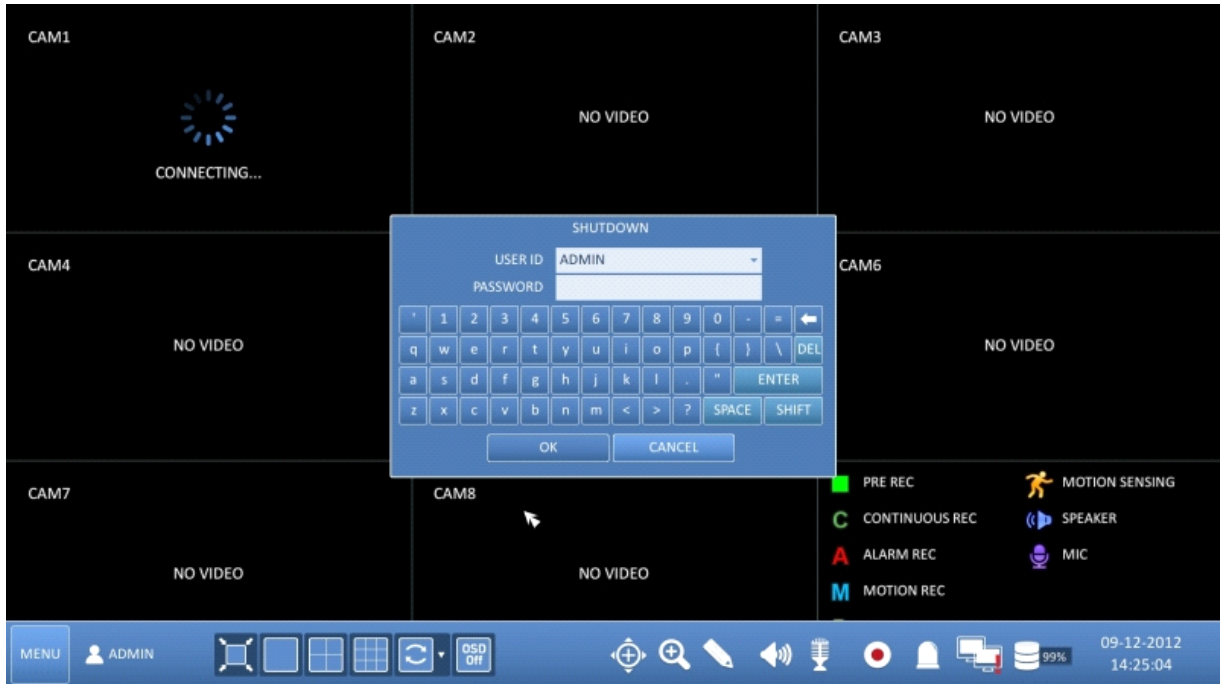 CAM1
CAM2
CAM3
NO VIDEO
NO VIDEO
CONNECTING...
SHUTDOWN
USER ID ADMIN
PASSWORD
' 1 2 3 4 5 6 7 8 9 0 - =
q w e r t y u i o p { } \ DEL
a s d f g h j k l . " ENTER
z x c v b n m < > ? SPACE SHIFT
OK CANCEL
CAM4
CAM6
NO VIDEO
NO VIDEO
CAM7
CAM8
NO VIDEO
NO VIDEO
PRE REC
MOTION SENSING
C CONTINUOUS REC
SPEAKER
A ALARM REC
MIC
M MOTION REC
MENU
ADMIN
OSD
Off
99%
09-12-2012
14:25:04